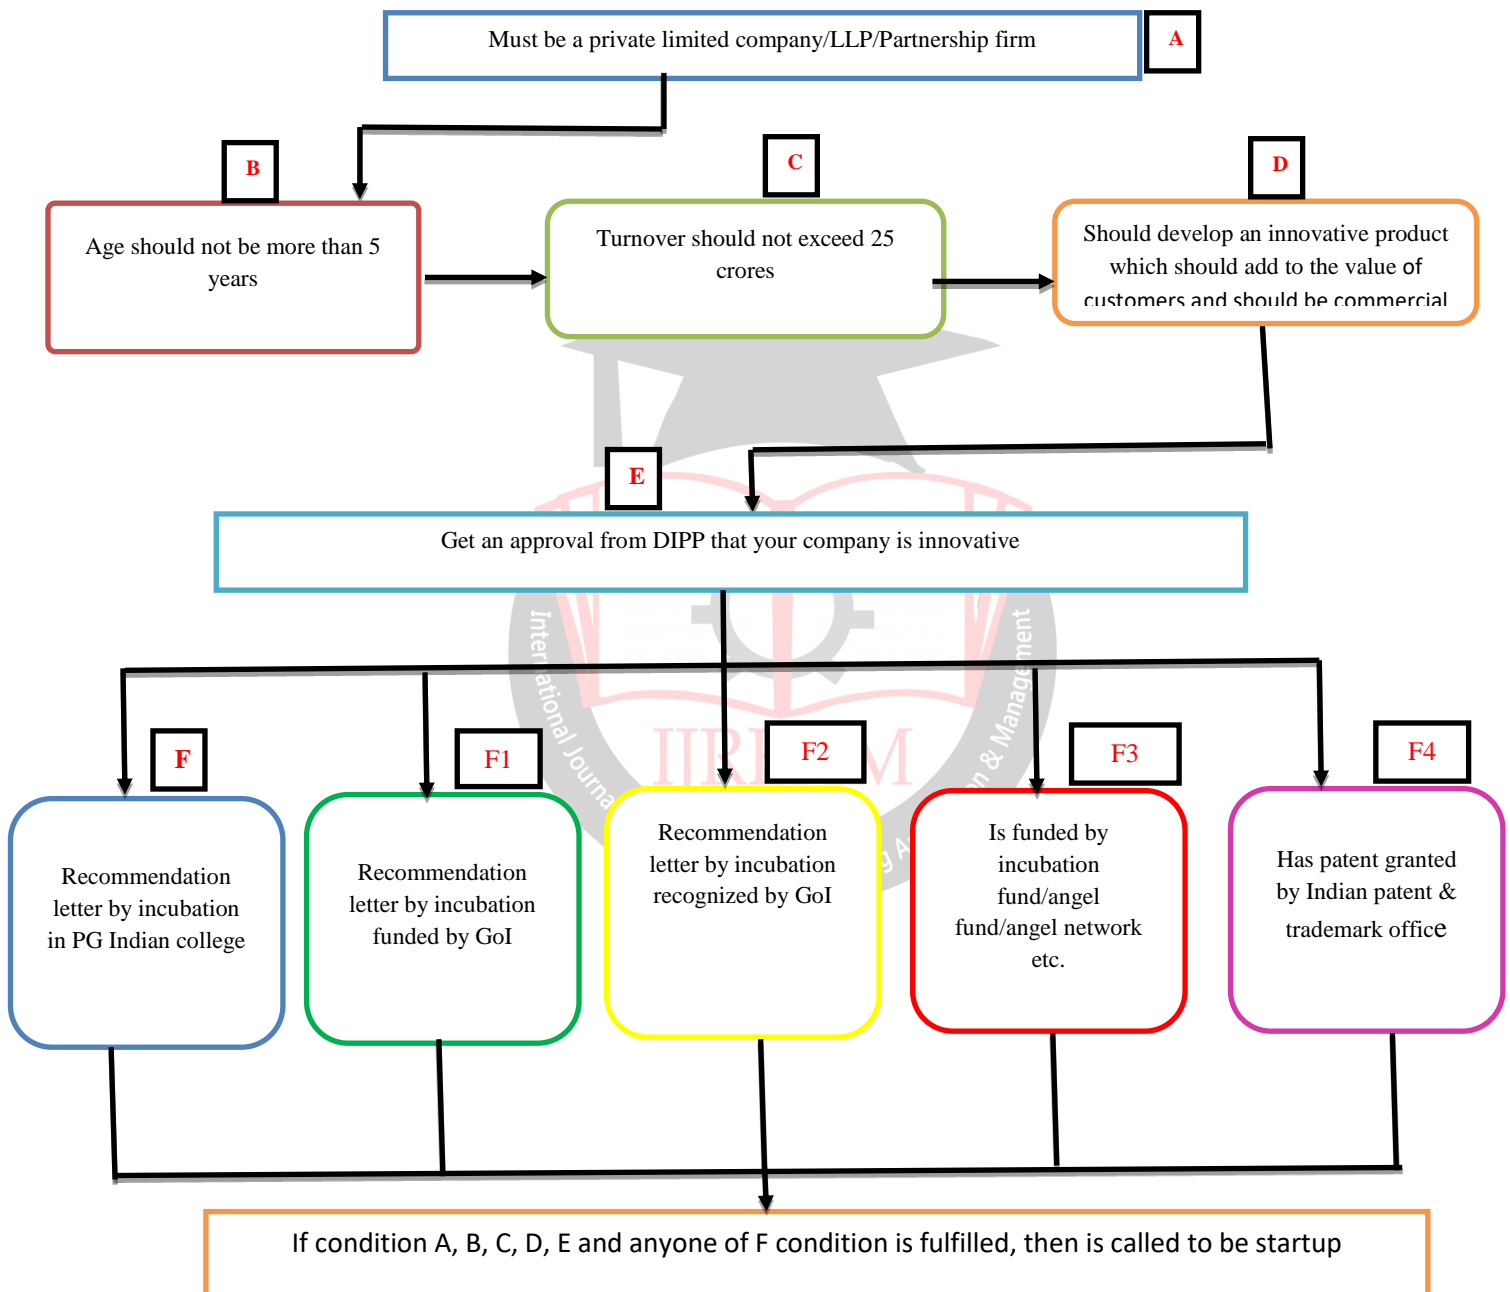 Must be a private limited company/LLP/Partnership firm
A
B
C
D
Age should not be more than 5
years
Turnover should not exceed 25
crores
Should develop an innovative product
which should add to the value of
customers and should be commercial
E
Get an approval from DIPP that your company is innovative
F
F1
F2
F3
F4
Recommendation
letter by incubation
in PG Indian college
Recommendation
letter by incubation
funded by GoI
Recommendation
letter by incubation
recognized by GoI
Is funded by
incubation
fund/angel
fund/angel network
etc.
Has patent granted
by Indian patent &
trademark office
If condition A, B, C, D, E and anyone of F condition is fulfilled, then is called to be startup
International Journa
& Management